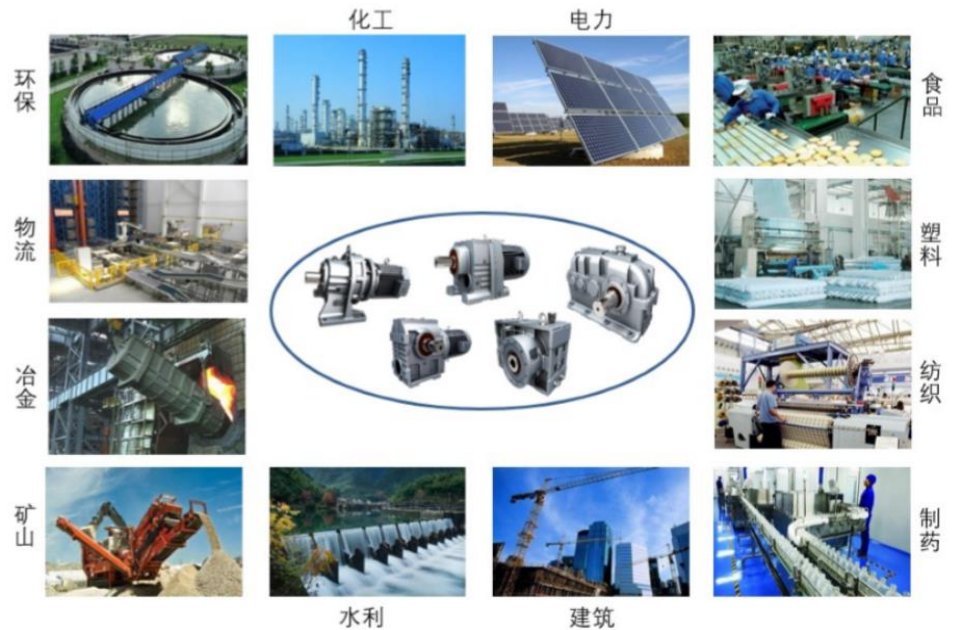 化工
电力
环保
食品
物流
塑料
冶金
纺织
矿山
制药
水利
建筑